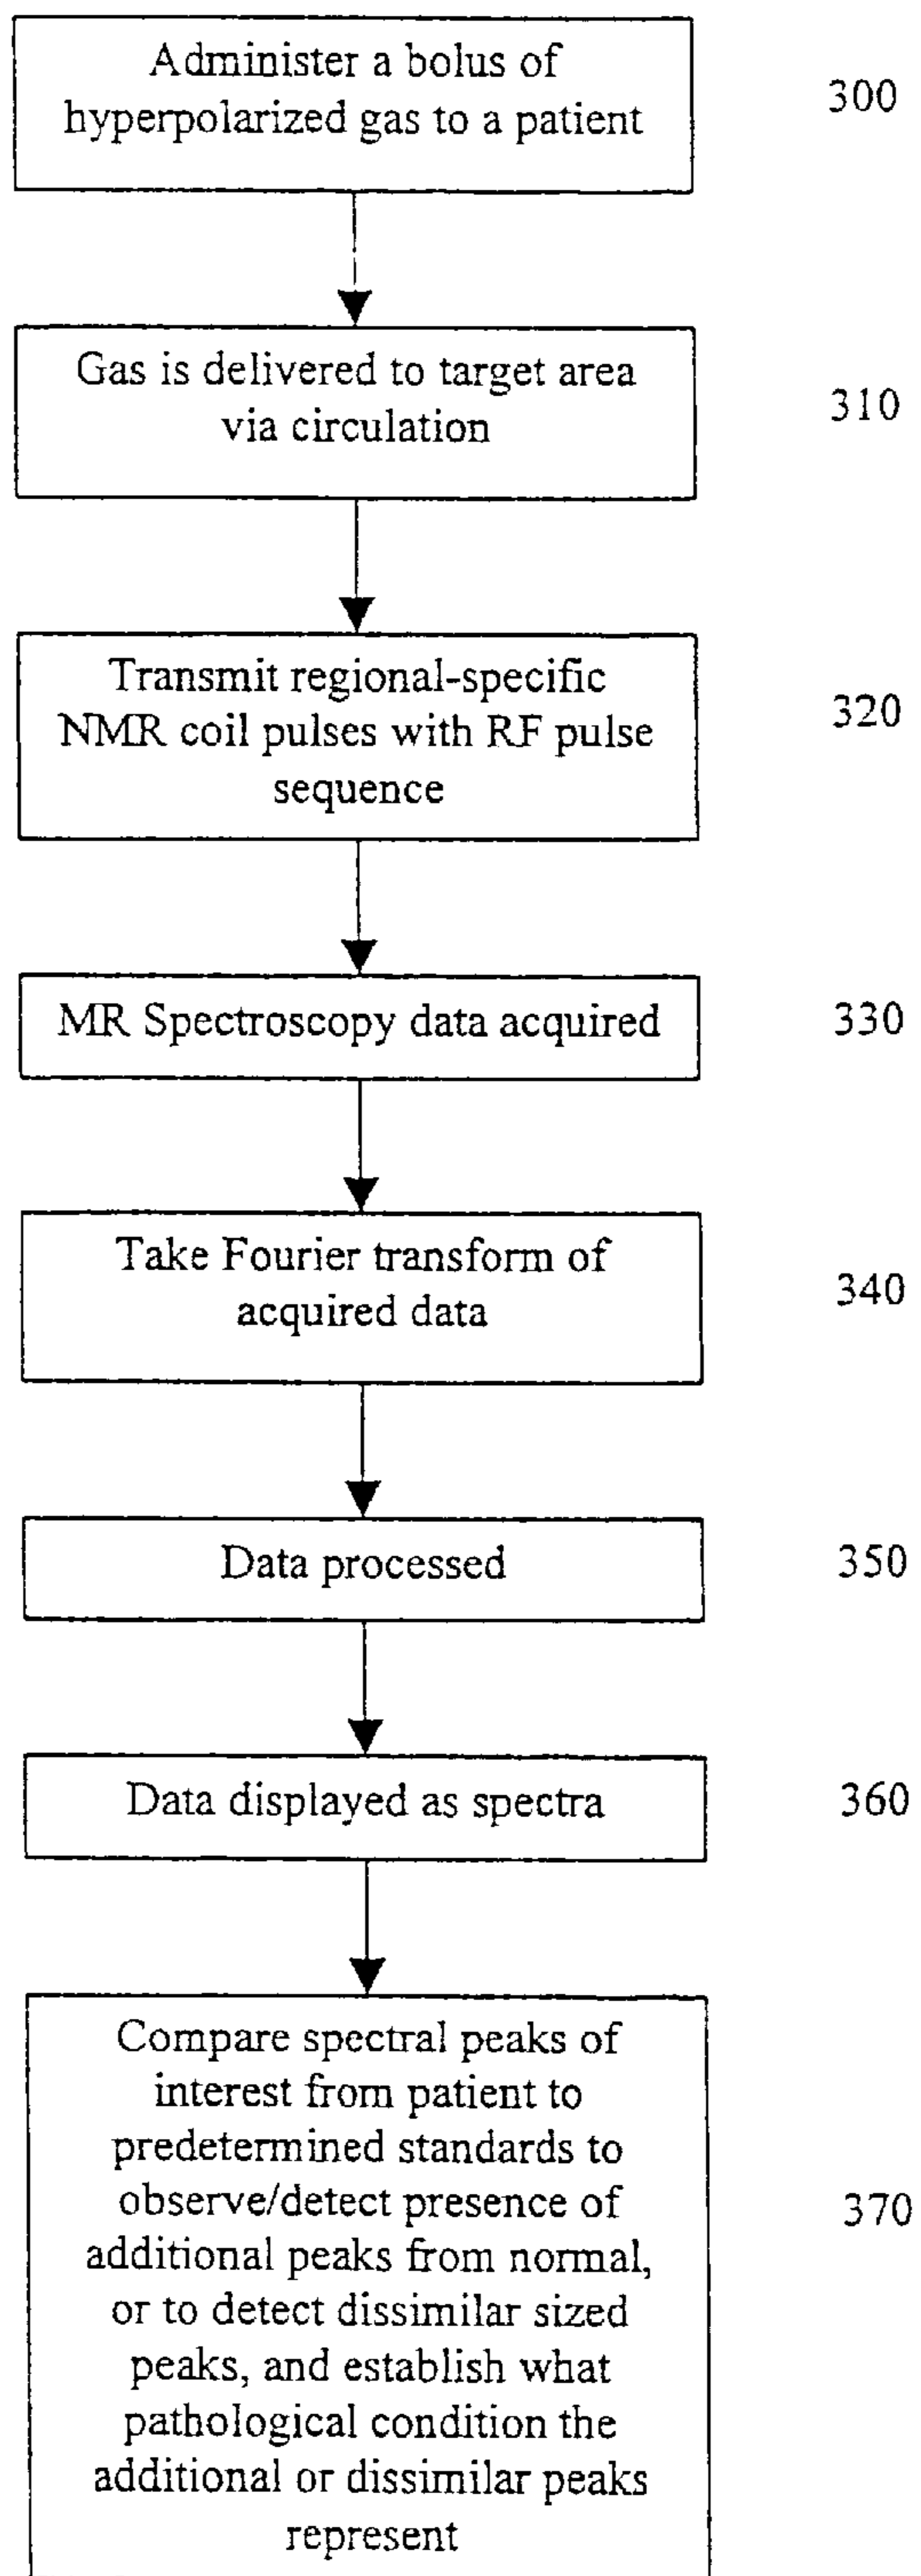 Administer a bolus of
hyperpolarized gas to a patient
300
Gas is delivered to target area
via circulation
310
Transmit regional-specific
NMR coil pulses with RF pulse
sequence
320
MR Spectroscopy data acquired
330
Take Fourier transform of
acquired data
340
Data processed
350
Data displayed as spectra
360
Compare spectral peaks of
interest from patient to
predetermined standards to
observe/detect presence of
additional peaks from normal,
or to detect dissimilar sized
peaks, and establish what
pathological condition the
additional or dissimilar peaks
represent
370